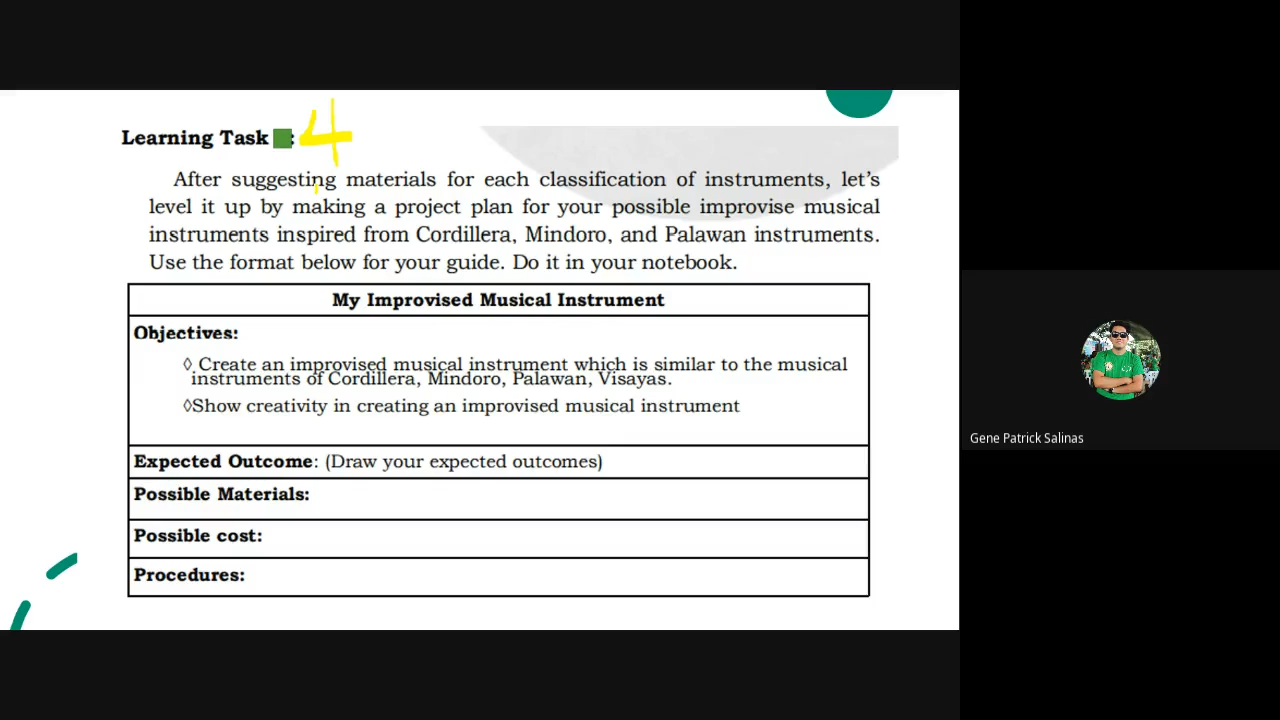 Learning Task : 4
After suggesting materials for each classification of instruments, let's
level it up by making a project plan for your possible improvise musical
instruments inspired from Cordillera, Mindoro, and Palawan instruments.
Use the format below for your guide. Do it in your notebook.
My Improvised Musical Instrument
Objectives:
◊ Create an improvised musical instrument which is similar to the musical
instruments of Cordillera, Mindoro, Palawan, Visayas.
◊Show creativity in creating an improvised musical instrument
Expected Outcome: (Draw your expected outcomes)
Possible Materials:
Possible cost:
Procedures:
Gene Patrick Salinas